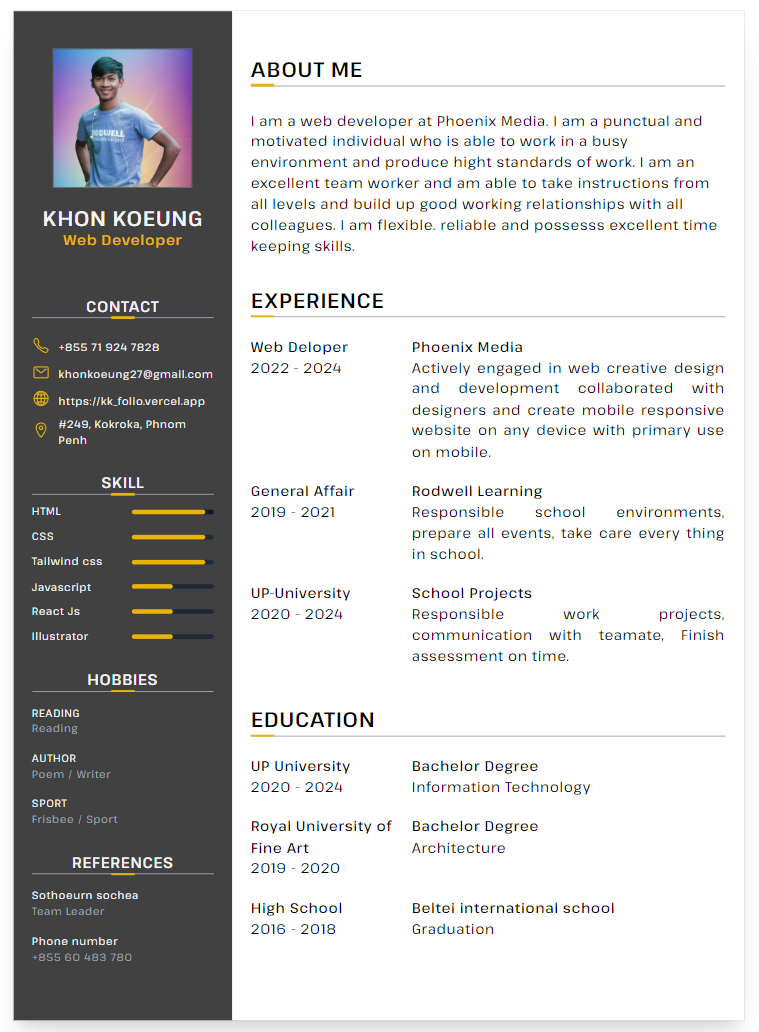 KHON KOEUNG
Web Developer
CONTACT
+855 71 924 7828
khonkoeung27@gmail.com
https://kk_folio.vercel.app
#249, Kokroka, Phnom
Penh
SKILL
HTML
CSS
Tailwind css
Javascript
React Js
Illustrator
HOBBIES
READING
Reading
AUTHOR
Poem / Writer
SPORT
Frisbee / Sport
REFERENCES
Sothoeurn sochea
Team Leader
Phone number
+855 60 483 780
ABOUT ME
I am a web developer at Phoenix Media. I am a punctual and
motivated individual who is able to work in a busy
environment and produce hight standards of work. I am an
excellent team worker and am able to take instructions from
all levels and build up good working relationships with all
colleagues. I am flexible. reliable and possesss excellent time
keeping skills.
EXPERIENCE
Web Deloper
2022 - 2024
Phoenix Media
Actively engaged in web creative design
and development collaborated with
designers and create mobile responsive
website on any device with primary use
on mobile.
General Affair
2019 - 2021
Rodwell Learning
Responsible school environments,
prepare all events, take care every thing
in school.
UP-University
2020 - 2024
School Projects
Responsible work projects,
communication with teamate, Finish
assessment on time.
EDUCATION
UP University
2020 - 2024
Bachelor Degree
Information Technology
Royal University of
Fine Art
2019 - 2020
Bachelor Degree
Architecture
High School
2016 - 2018
Beltei international school
Graduation